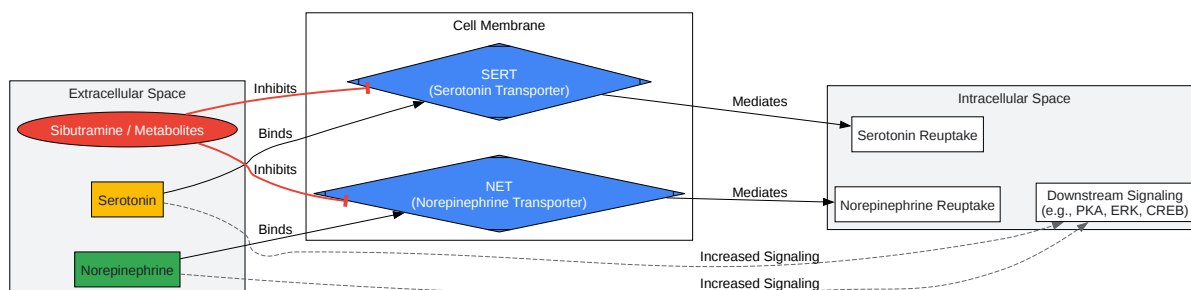 Cell Membrane
Extracellular Space
Inhibits
SERT
(Serotonin Transporter)
Mediates
Intracellular Space
Sibutramine / Metabolites
Binds
Serotonin Reuptake
Inhibits
Serotonin
NET
(Norepinephrine Transporter)
Mediates
Norepinephrine Reuptake
Downstream Signaling
(e.g., PKA, ERK, CREB)
Binds
Norepinephrine
Increased Signaling
Increased Signaling